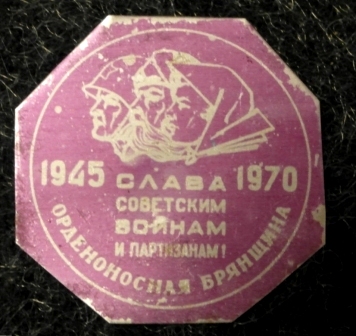 1945 СЛАВА 1970
СОВЕТСКИМ
ВОИНАМ
И ПАРТИЗАНАМ!
ОРДЕНОНОСНАЯ БРЯНЩИНА